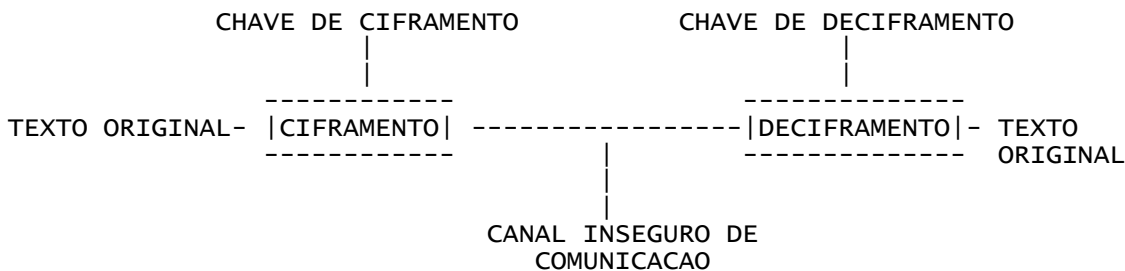 CHAVE DE CIFRAMENTO CHAVE DE DECIFRAMENTO
TEXTO ORIGINAL- |CIFRAMENTO| -----------------|DECIFRAMENTO|- TEXTO
ORIGINAL
CANAL INSEGURO DE
COMUNICACAO